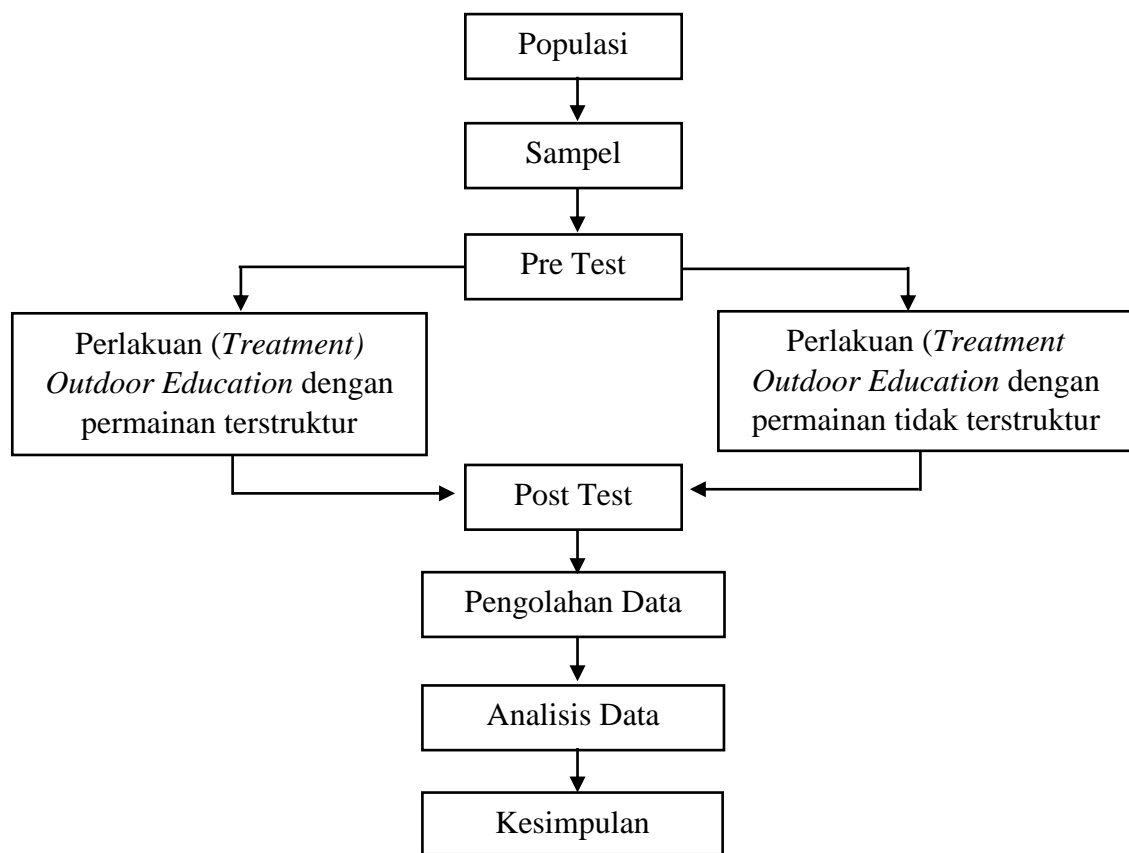 Populasi
Sampel
Pre Test
Perlakuan (Treatment)
Outdoor Education dengan
permainan terstruktur
Perlakuan (Treatment
Outdoor Education dengan
permainan tidak terstruktur
Post Test
Pengolahan Data
Analisis Data
Kesimpulan